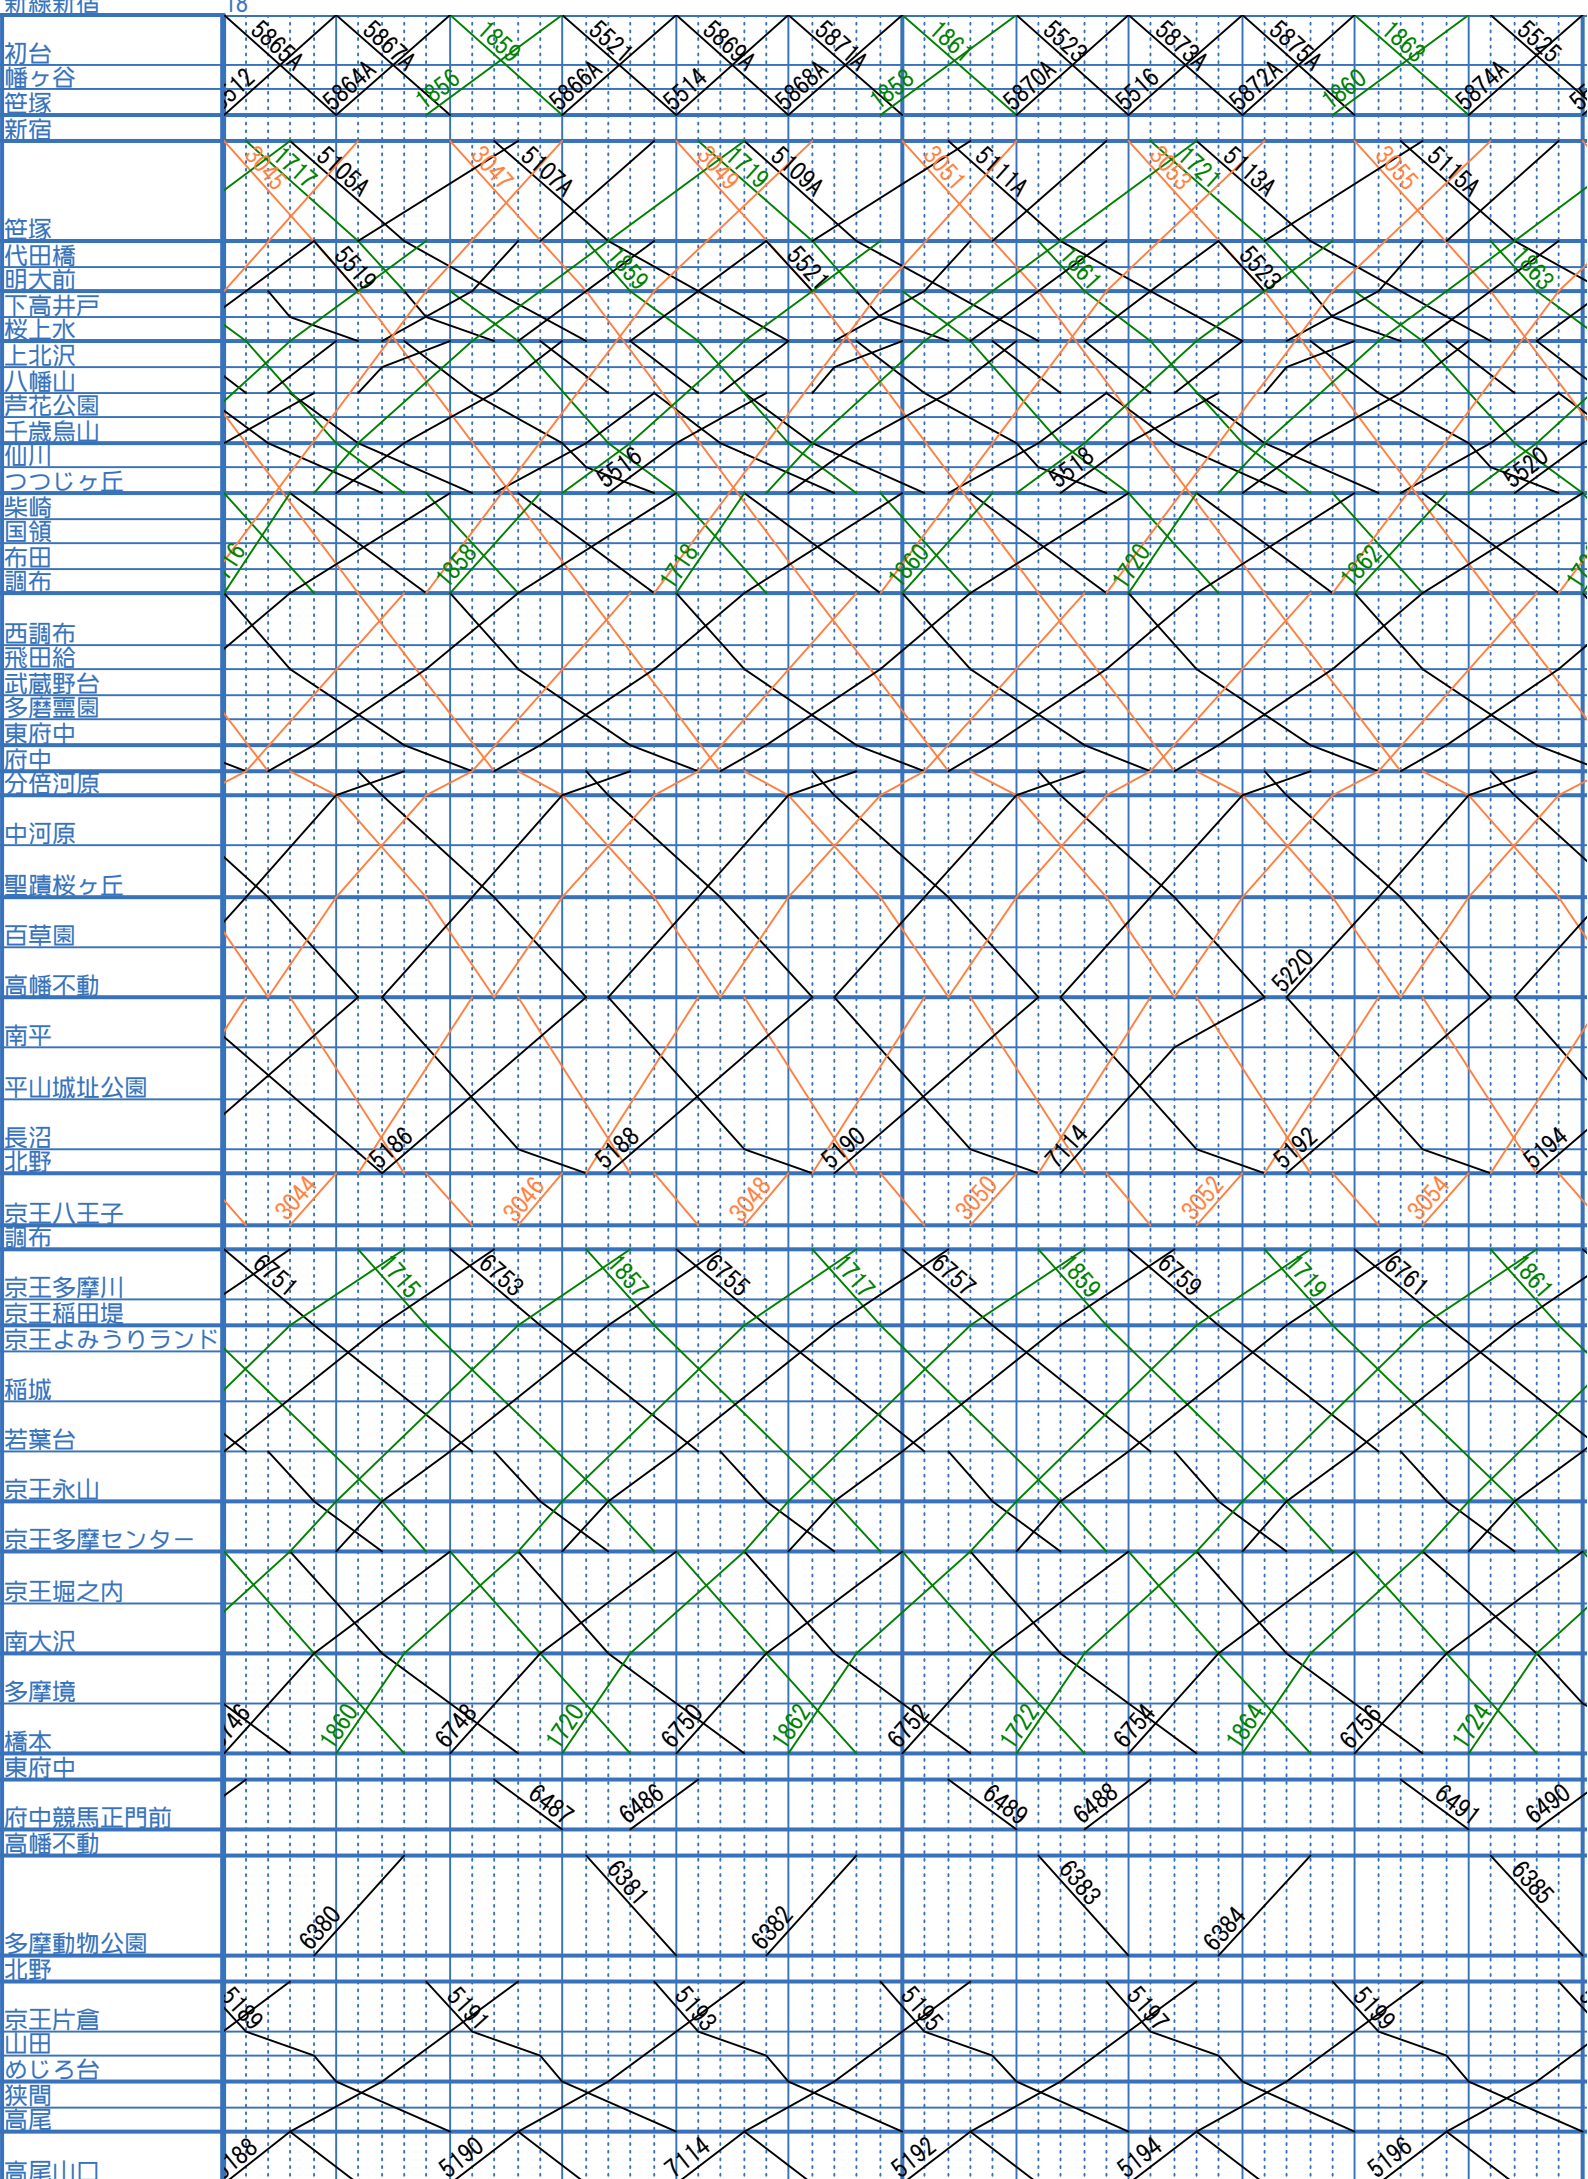 新線新宿 18
初台 5865A 5867A 1859 5521 5869A 5871A 1861 5523 5873A 5875A 1863 5525
幡ヶ谷
笹塚 512 5864A 1856 5866A 5514 5868A 1858 5870A 5516 5872A 1860 5874A
新宿
3045 1717 5105A 3047 5107A 3049 1719 5109A 3051 5111A 3053 1721 5113A 3055 5115A
笹塚
代田橋
明大前 5519 1859 5521 1861 5523 1863
下高井戸
桜上水
上北沢
八幡山
芦花公園
千歳烏山
仙川
つつじヶ丘 5516 5518 5520
柴崎
国領
布田 16 1858 1718 1860 1720 1862
調布
西調布
飛田給
武蔵野台
多磨霊園
東府中
府中
分倍河原
中河原
聖蹟桜ヶ丘
百草園
高幡不動 5220
南平
平山城址公園
長沼
北野 5186 5188 5190 7114 5192 5194
京王八王子 3044 3046 3048 3050 3052 3054
調布
京王多摩川 6751 1715 6753 1857 6755 1717 6757 1859 6759 1719 6761 1861
京王稲田堤
京王よみうりランド
稲城
若葉台
京王永山
京王多摩センター
京王堀之内
南大沢
多摩境
橋本 746 1860 6748 1720 6750 1862 6752 1722 6754 1864 6756 1724
東府中
府中競馬正門前 6487 6486 6489 6488 6491 6490
高幡不動
6381 6383 6385
多摩動物公園 6380 6382 6384
北野
京王片倉 5189 5191 5193 5195 5197 5199
山田
めじろ台
狭間
高尾
高尾山口 188 5190 7114 5192 5194 5196